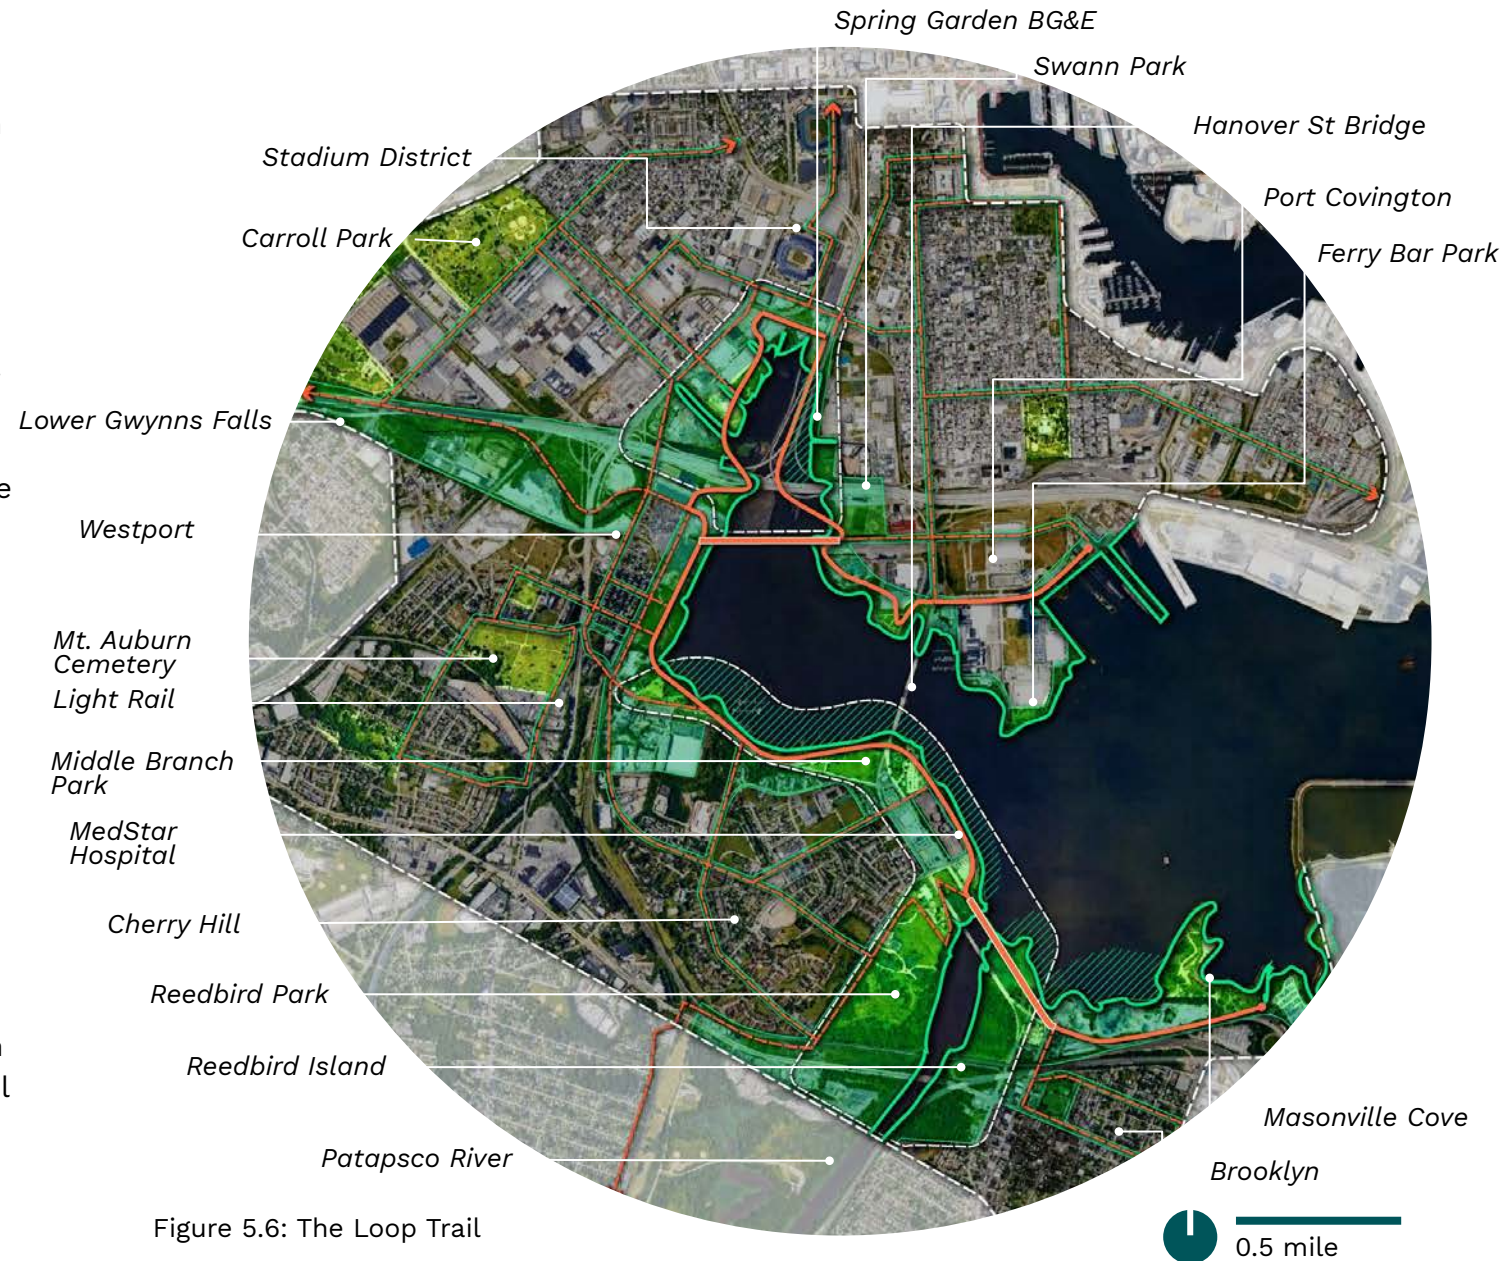 Spring Garden BG&E
Swann Park
Hanover St Bridge
Stadium District
Port Covington
Carroll Park
Ferry Bar Park
Lower Gwynns Falls
e
Westport
Mt. Auburn
Cemetery
Light Rail
Middle Branch
Park
MedStar
Hospital
Cherry Hill
Reedbird Park
Reedbird Island
l
Masonville Cove
Patapsco River
Brooklyn
Figure 5.6: The Loop Trail
0.5 mile